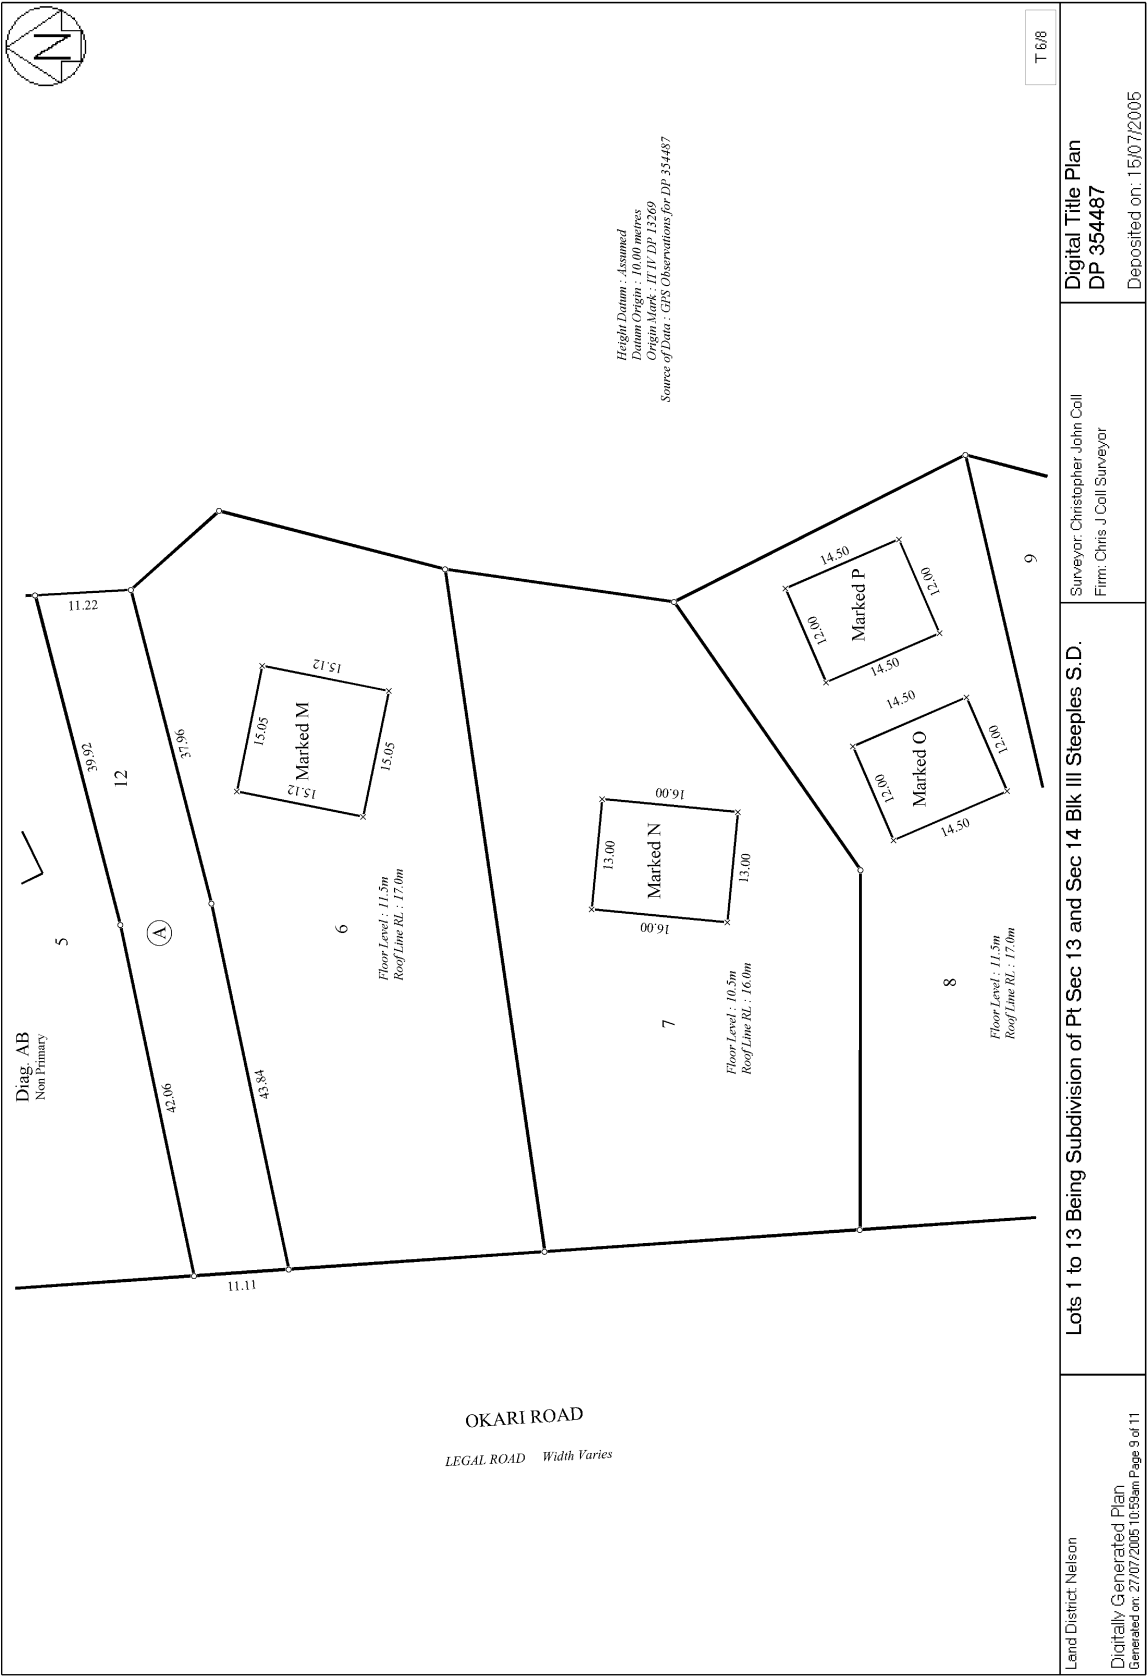 N
T 6/8
Diag. AB
Non Primary
5
42.06
39.92
12
A
11.22
37.96
43.84
11.11
6
Floor Level : 11.5m
Roof Line RL : 17.0m
15.05
15.12
Marked M
15.12
15.05
Height Datum : Assumed
Datum Origin : 10.00 metres
Origin Mark : IT IV DP 13269
Source of Data : GPS Observations for DP 354487
OKARI ROAD
LEGAL ROAD Width Varies
13.00
16.00
Marked N
16.00
13.00
7
Floor Level : 10.5m
Roof Line RL : 16.0m
12.00
14.50
Marked P
14.50
12.00
14.50
12.00
Marked O
14.50
12.00
8
Floor Level : 11.5m
Roof Line RL : 17.0m
9
Land District: Nelson
Digitally Generated Plan
Generated on: 27/07/2005 10:59am Page 9 of 11
Lots 1 to 13 Being Subdivision of Pt Sec 13 and Sec 14 Blk III Steeples S.D.
Surveyor: Christopher John Coll
Firm: Chris J Coll Surveyor
Digital Title Plan
DP 354487
Deposited on: 15/07/2005